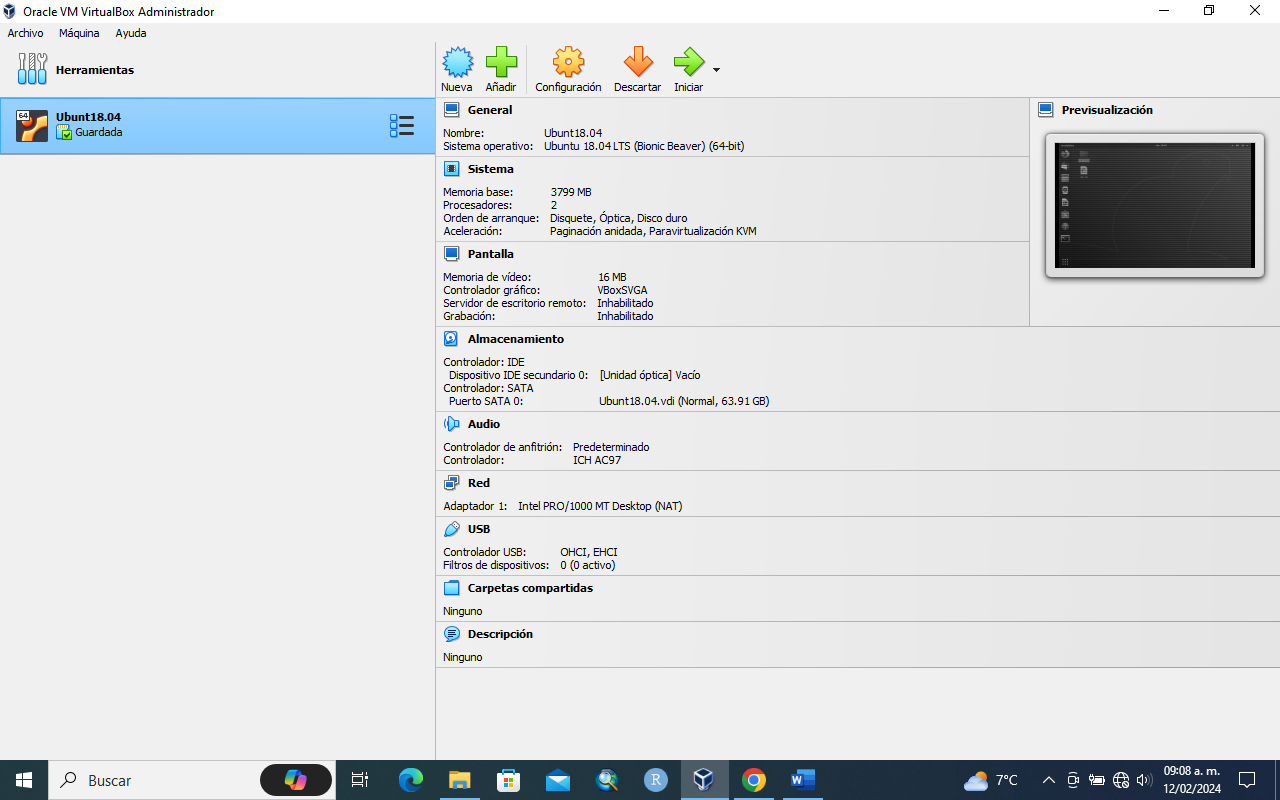 Oracle VM VirtualBox Administrador
Archivo Máquina Ayuda
Herramientas
Nueva Añadir Configuración Descartar Iniciar
64 Ubunt18.04
Guardada
General
Nombre: Ubunt18.04
Sistema operativo: Ubuntu 18.04 LTS (Bionic Beaver) (64-bit)
Previsualización
Sistema
Memoria base: 3799 MB
Procesadores: 2
Orden de arranque: Disquete, Óptica, Disco duro
Aceleración: Paginación anidada, Paravirtualización KVM
Pantalla
Memoria de vídeo: 16 MB
Controlador gráfico: VBoxSVGA
Servidor de escritorio remoto: Inhabilitado
Grabación: Inhabilitado
Almacenamiento
Controlador: IDE
Dispositivo IDE secundario 0: [Unidad óptica] Vacío
Controlador: SATA
Puerto SATA 0: Ubunt18.04.vdi (Normal, 63.91 GB)
Audio
Controlador de anfitrión: Predeterminado
Controlador: ICH AC97
Red
Adaptador 1: Intel PRO/1000 MT Desktop (NAT)
USB
Controlador USB: OHCI, EHCI
Filtros de dispositivos: 0 (0 activo)
Carpetas compartidas
Ninguno
Descripción
Ninguno
Buscar
R
W
7°C
09:08 a. m.
12/02/2024